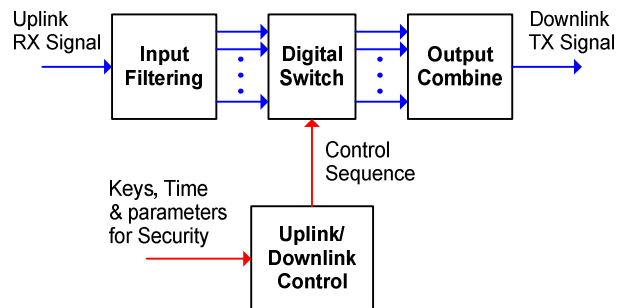 Uplink
RX Signal
Input
Filtering
Digital
Switch
Output
Combine
Downlink
TX Signal
Control
Sequence
Keys, Time
& parameters
for Security
Uplink/
Downlink
Control